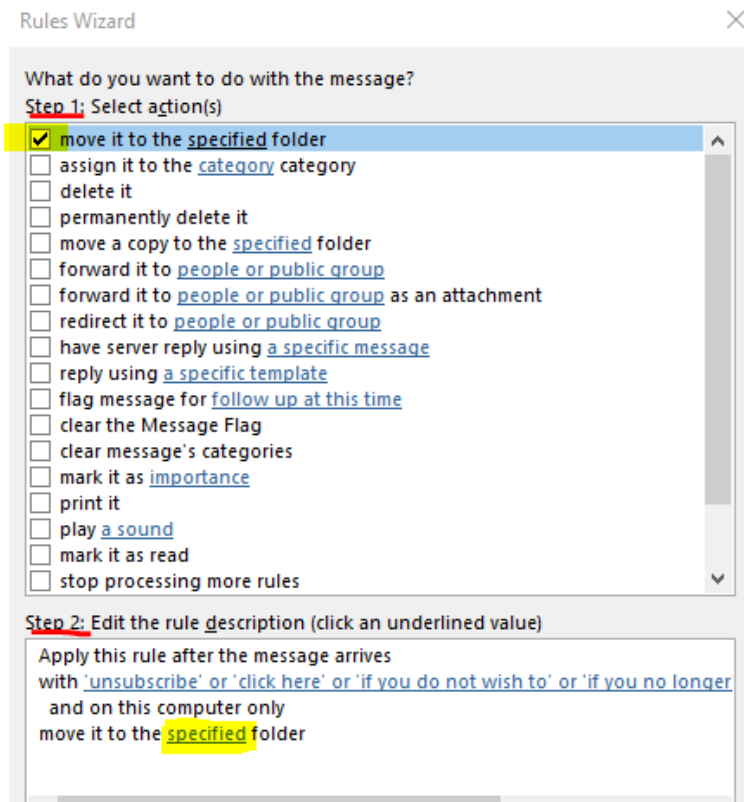 Rules Wizard
What do you want to do with the message?
Step 1: Select action(s)
move it to the specified folder
assign it to the category category
delete it
permanently delete it
move a copy to the specified folder
forward it to people or public group
forward it to people or public group as an attachment
redirect it to people or public group
have server reply using a specific message
reply using a specific template
flag message for follow up at this time
clear the Message Flag
clear message's categories
mark it as importance
print it
play a sound
mark it as read
stop processing more rules
Step 2: Edit the rule description (click an underlined value)
Apply this rule after the message arrives
with 'unsubscribe' or 'click here' or 'if you do not wish to' or 'if you no longer
and on this computer only
move it to the specified folder